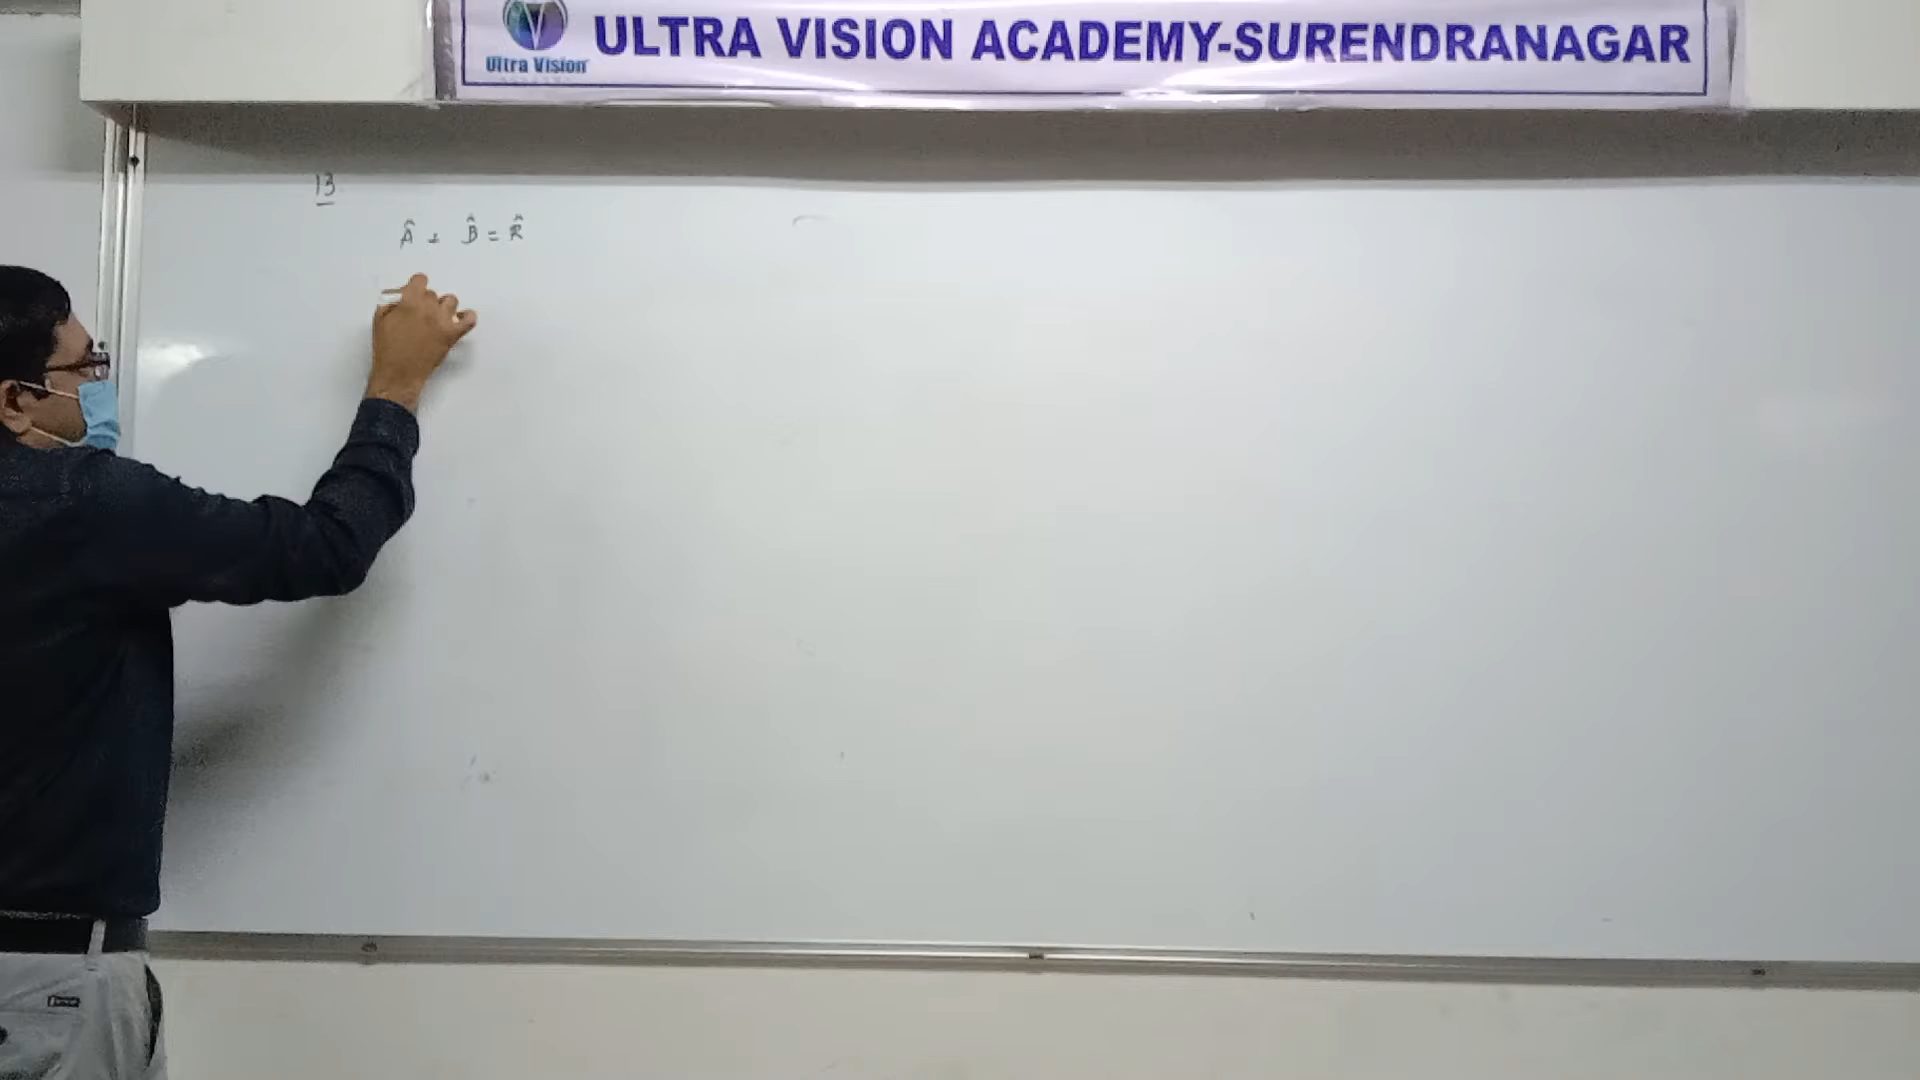 Ultra Vision
ULTRA VISION ACADEMY-SURENDRANAGAR
13
Â + B̂ = R̂